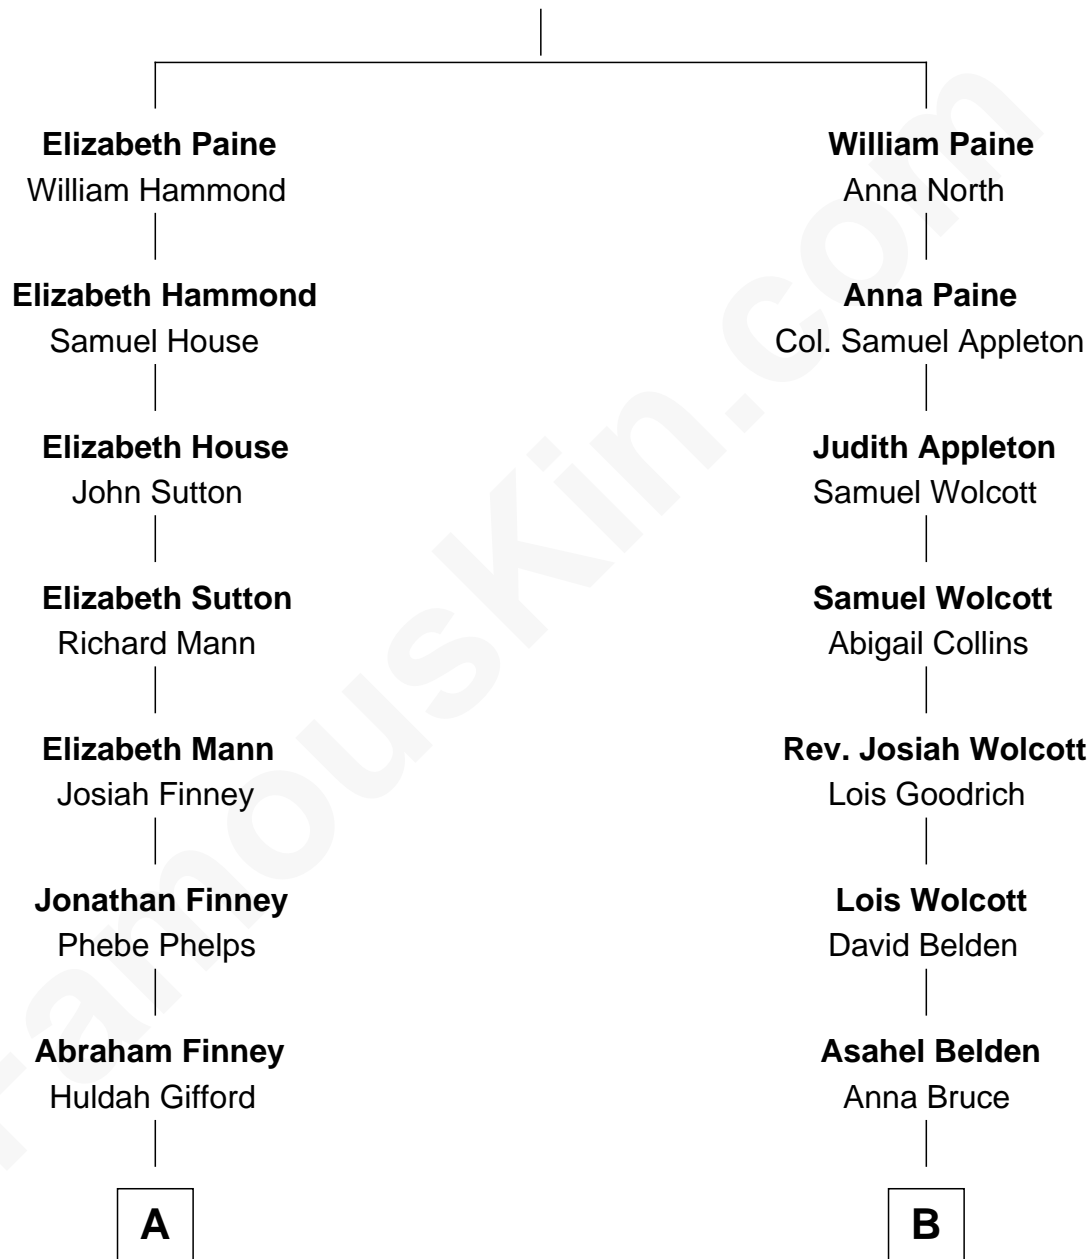 Elizabeth Paine
William Hammond
Elizabeth Hammond
Samuel House
Elizabeth House
John Sutton
Elizabeth Sutton
Richard Mann
Elizabeth Mann
Josiah Finney
Jonathan Finney
Phebe Phelps
Abraham Finney
Huldah Gifford
A
William Paine
Anna North
Anna Paine
Col. Samuel Appleton
Judith Appleton
Samuel Wolcott
Samuel Wolcott
Abigail Collins
Rev. Josiah Wolcott
Lois Goodrich
Lois Wolcott
David Belden
Asahel Belden
Anna Bruce
B
FamousKin.com